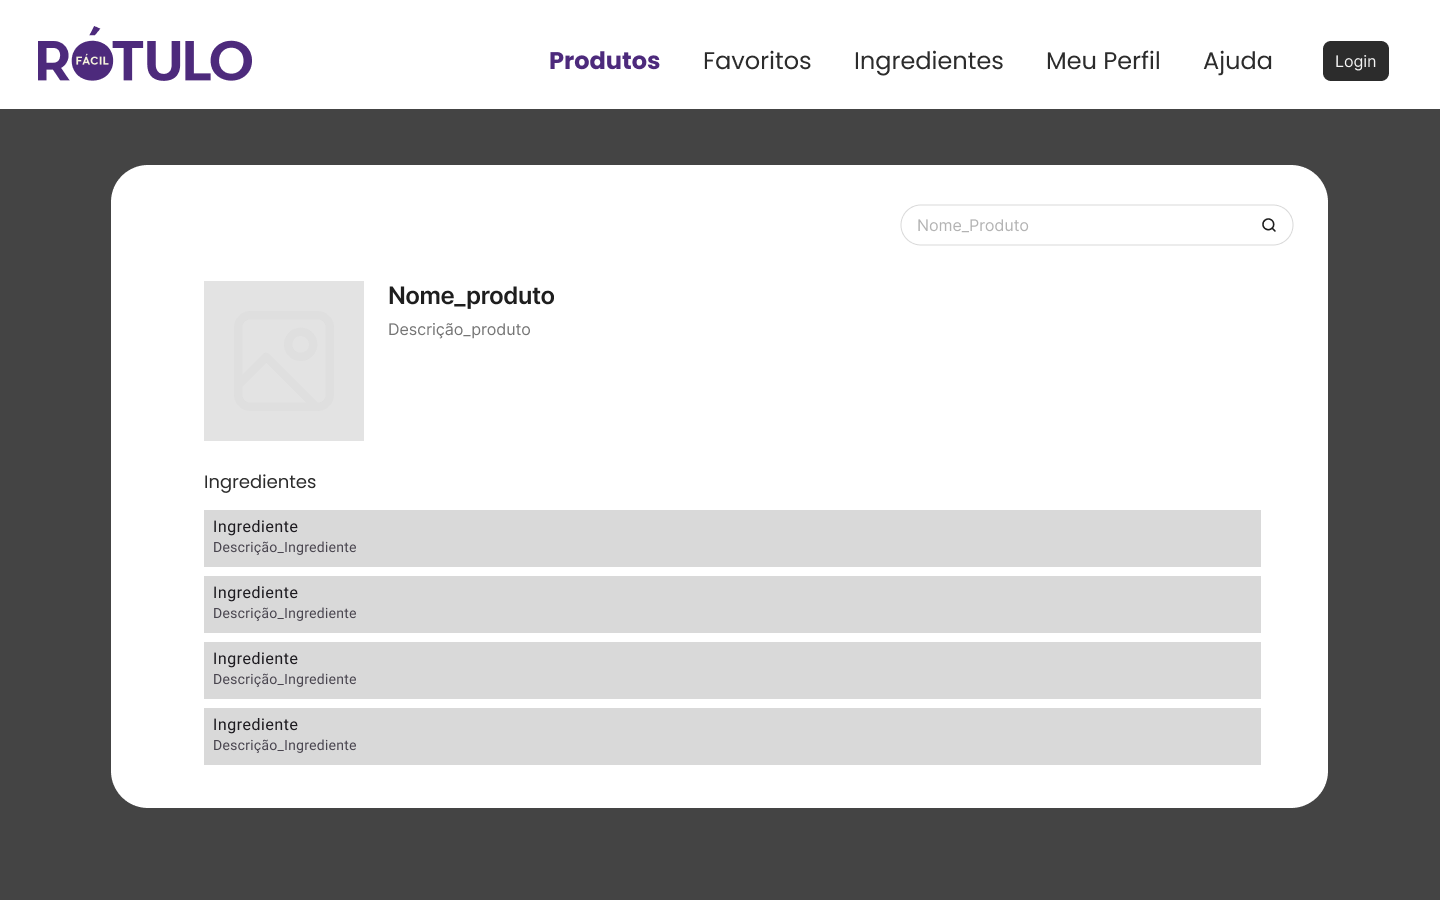 RÓTULO
FÁCIL
Produtos
Favoritos
Ingredientes
Meu Perfil
Ajuda
Login
Nome_Produto
Nome_produto
Descrição_produto
Ingredientes
Ingrediente
Descrição_Ingrediente
Ingrediente
Descrição_Ingrediente
Ingrediente
Descrição_Ingrediente
Ingrediente
Descrição_Ingrediente